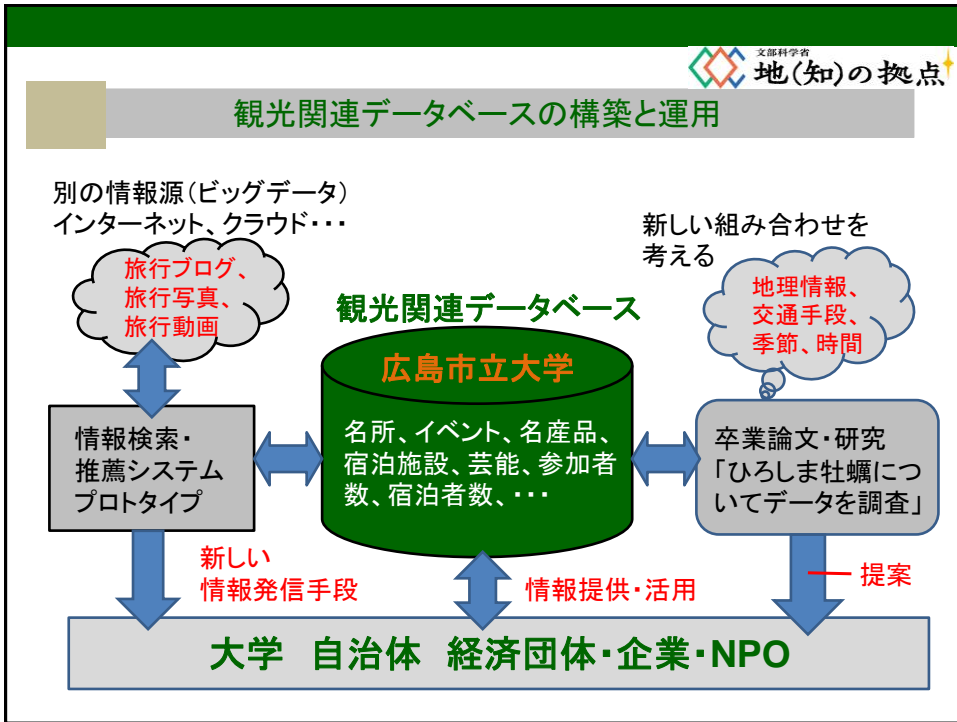 文部科学省
地(知)の拠点
観光関連データベースの構築と運用
別の情報源(ビッグデータ)
インターネット、クラウド・・・
旅行ブログ、
旅行写真、
旅行動画
新しい組み合わせを
考える
地理情報、
交通手段、
季節、時間
観光関連データベース
広島市立大学
名所、イベント、名産品、
宿泊施設、芸能、参加者
数、宿泊者数、・・・
情報検索・
推薦システム
プロトタイプ
卒業論文・研究
「ひろしま牡蠣につ
いてデータを調査」
新しい
情報発信手段
情報提供・活用
提案
大学 自治体 経済団体・企業・NPO